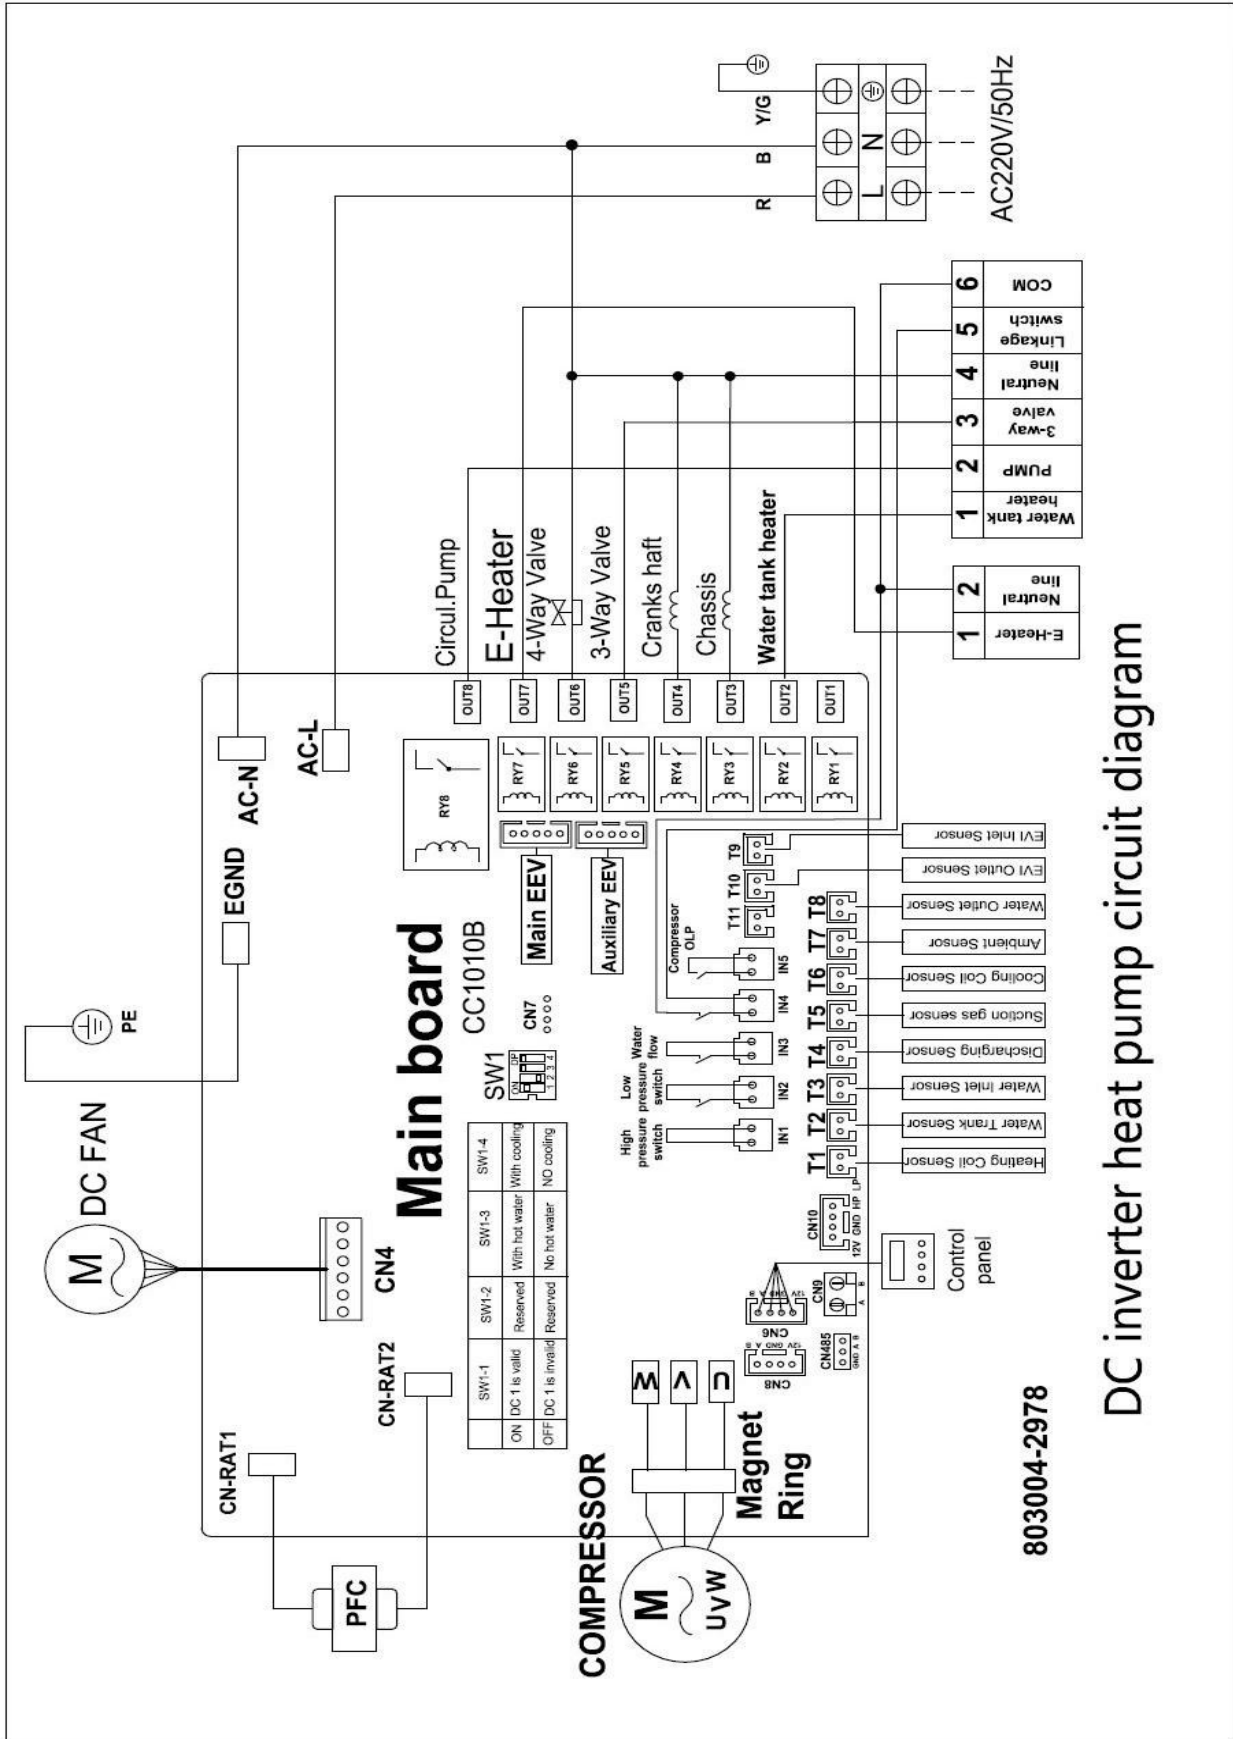 DC FAN
M
PE
CN-RAT1
PFC
CN-RAT2
CN4
EGND
AC-N
AC-L
Main board
CC1010B
SW1-1
SW1-2
SW1-3
SW1-4
ON
DC 1 is valid
Reserved
With hot water
With cooling
OFF
DC 1 is invalid
Reserved
No hot water
NO cooling
SW1
ON
DP
1 2 3 4
CN7
Main EEV
Auxiliary EEV
RY8
RY7
RY6
RY5
RY4
RY3
RY2
RY1
OUT8
OUT7
OUT6
OUT5
OUT4
OUT3
OUT2
OUT1
Circul.Pump
E-Heater
4-Way Valve
3-Way Valve
Cranks haft
Chassis
Water tank heater
R
B
Y/G
L
N
AC220V/50Hz
COMPRESSOR
M
UVW
Magnet
Ring
W
V
U
High
pressure
switch
Low
pressure
switch
Water
flow
Compressor
OLP
IN1
IN2
IN3
IN4
IN5
T11
T10
T9
T1
T2
T3
T4
T5
T6
T7
T8
CN8
12V GND A B
CN6
12V GND A B
CN485
GND A B
CN9
A B
CN10
12V GND HP LP
Control
panel
Heating Coil Sensor
Water Trank Sensor
Water Inlet Sensor
Discharging Sensor
Suction gas sensor
Cooling Coil Sensor
Ambient Sensor
Water Outlet Sensor
EVI Outlet Sensor
EVI Inlet Sensor
1
E-Heater
2
Neutral
line
1
Water tank
heater
2
PUMP
3
3-way
valve
4
Neutral
line
5
Linkage
switch
6
COM
803004-2978
DC inverter heat pump circuit diagram